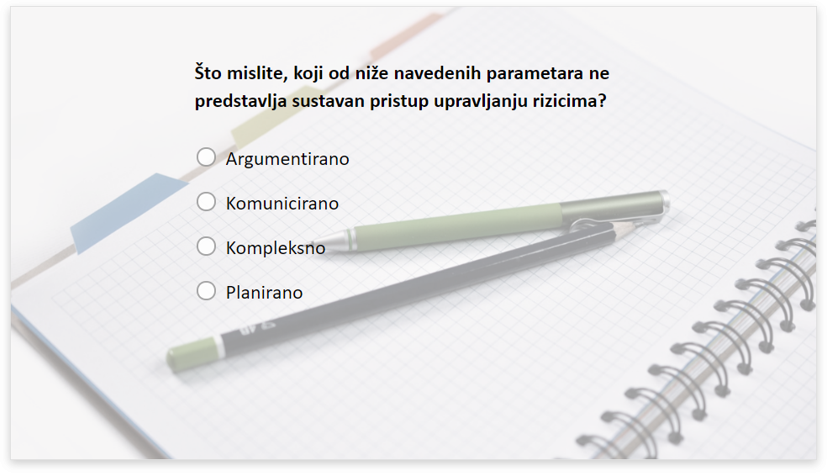 Što mislite, koji od niže navedenih parametara ne
predstavlja sustavan pristup upravljanju rizicima?
Argumentirano
Komunicirano
Kompleksno
Planirano